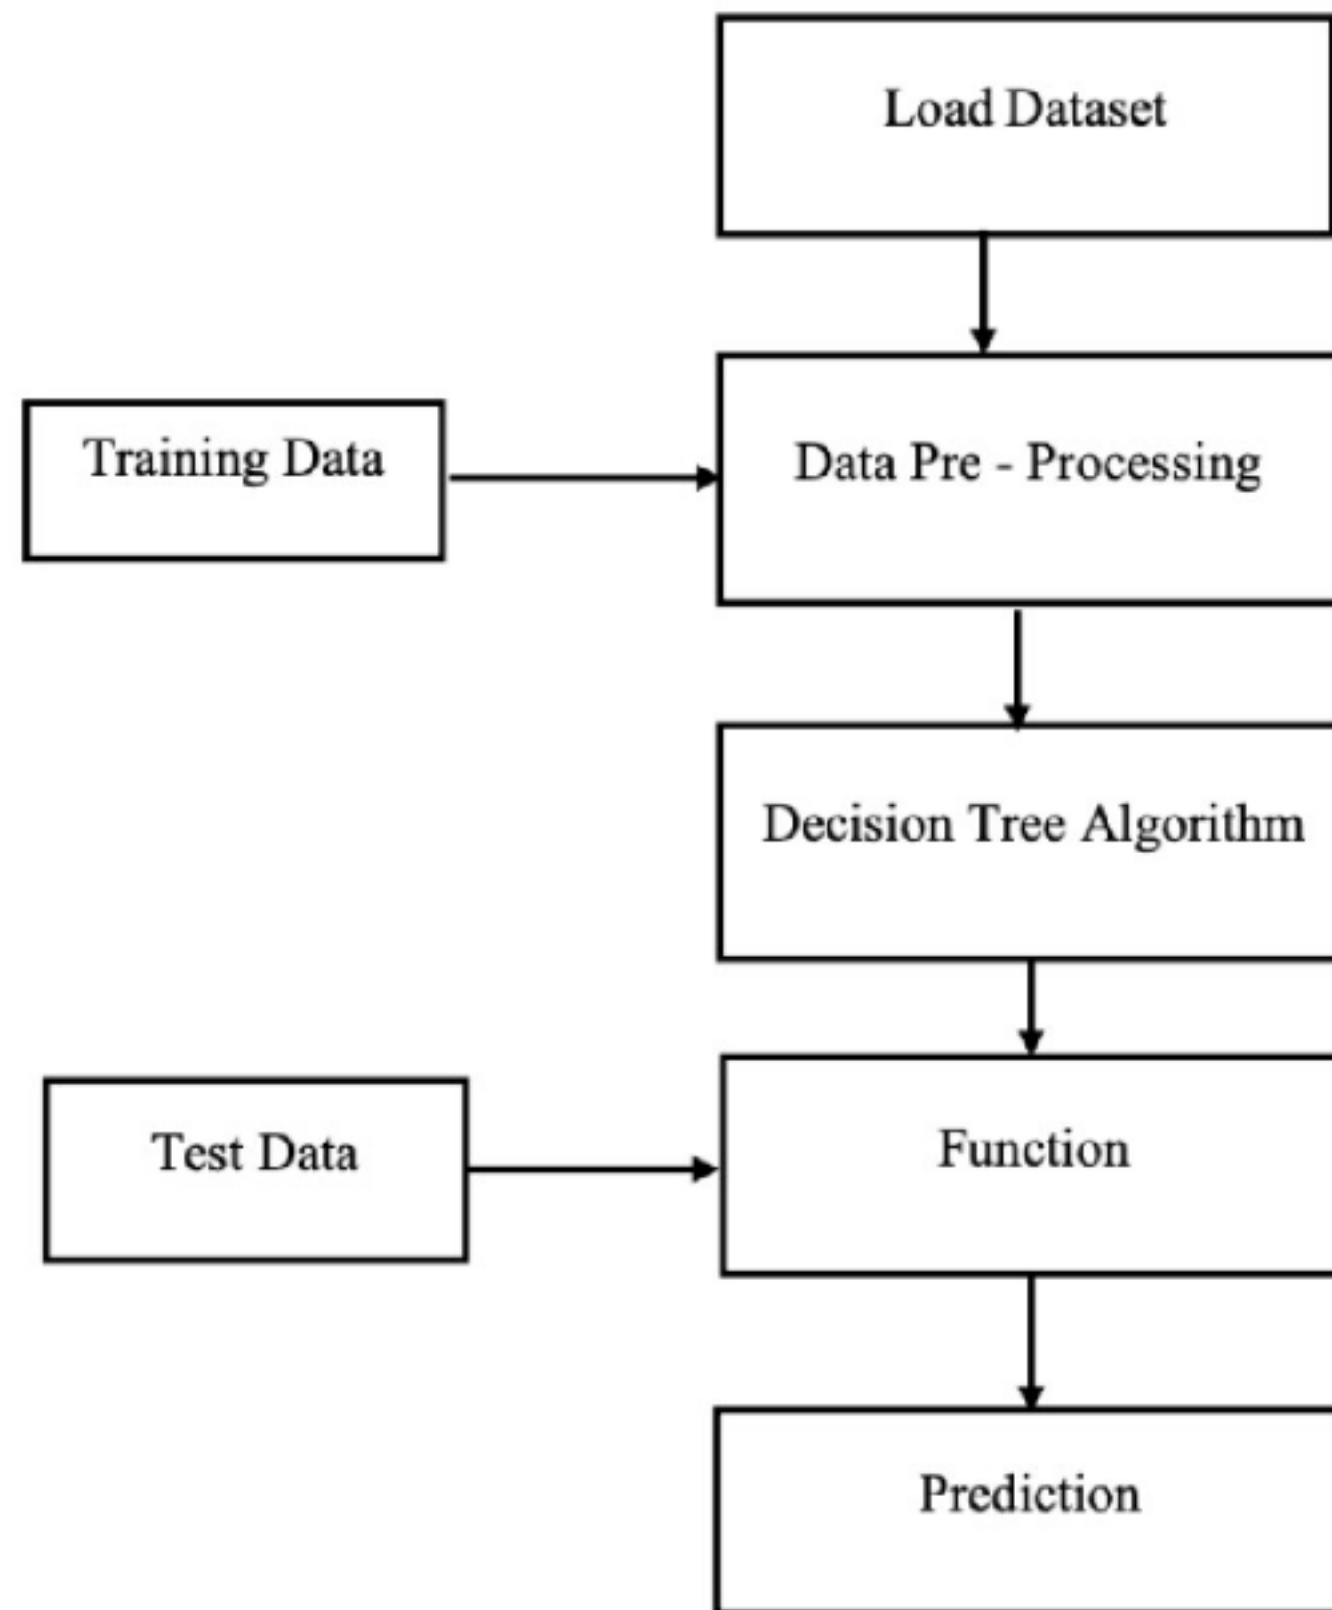 Load Dataset
Training Data
Data Pre - Processing
Decision Tree Algorithm
Test Data
Function
Prediction